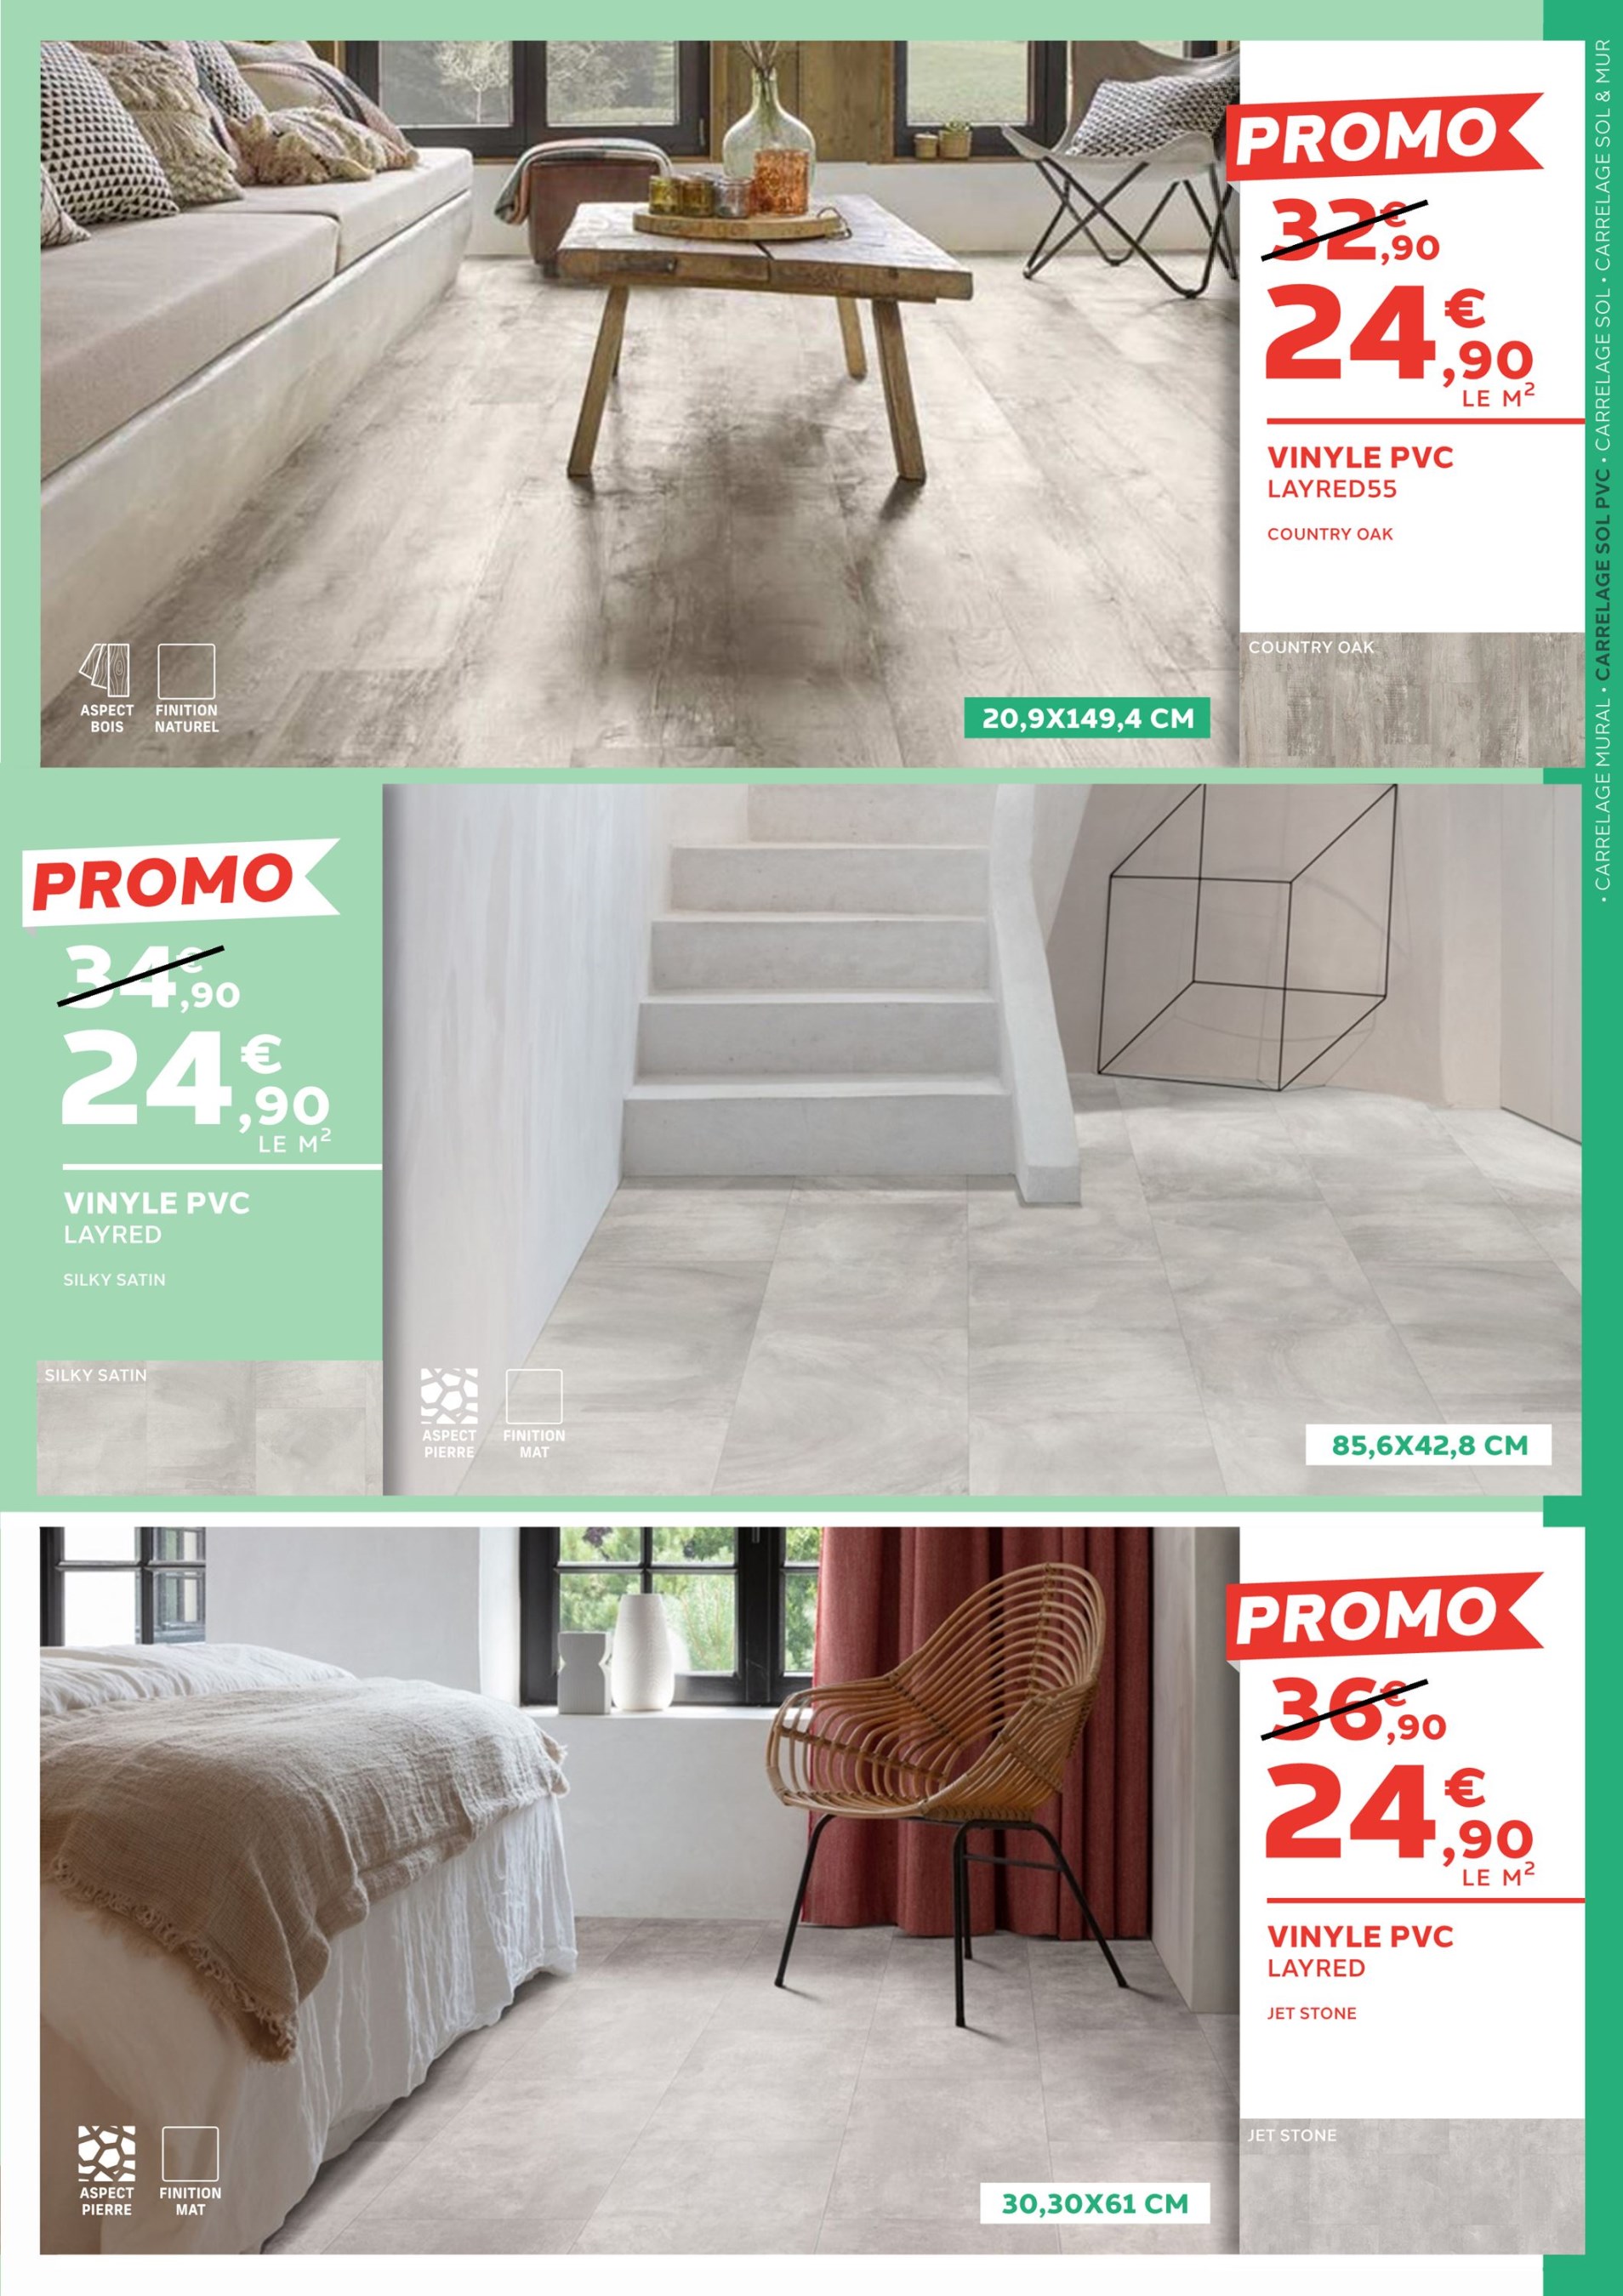 PROMO
32€,90
24€,90
LE M²
VINYLE PVC
LAYRED55
COUNTRY OAK
COUNTRY OAK
ASPECT
BOIS
FINITION
NATUREL
20,9X149,4 CM
PROMO
34€,90
24€,90
LE M²
VINYLE PVC
LAYRED
SILKY SATIN
SILKY SATIN
ASPECT
PIERRE
FINITION
MAT
85,6X42,8 CM
PROMO
36€,90
24€,90
LE M²
VINYLE PVC
LAYRED
JET STONE
JET STONE
ASPECT
PIERRE
FINITION
MAT
30,30X61 CM
• CARRELAGE MURAL • CARRELAGE SOL PVC • CARRELAGE SOL • CARRELAGE SOL & MUR